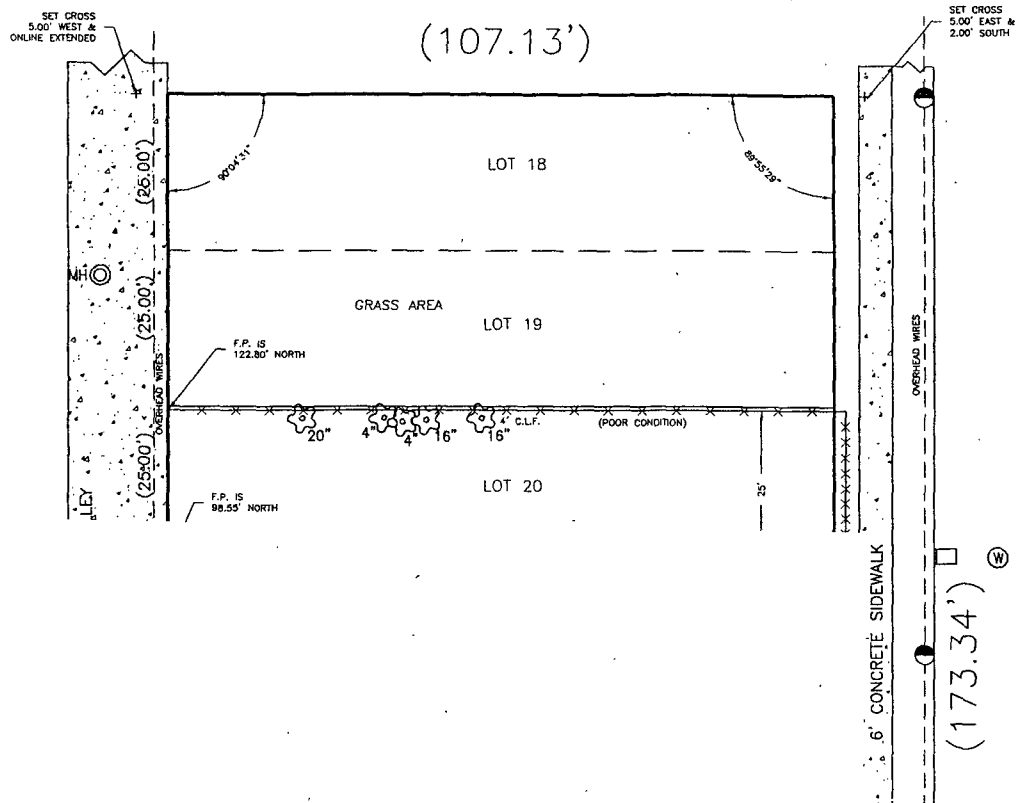 SET CROSS
5.00' WEST &
ONLINE EXTENDED
(107.13')
SET CROSS
5.00' EAST &
2.00' SOUTH
90°04'31"
89°55'29"
LOT 18
(25.00')
MH
(25.00')
GRASS AREA
LOT 19
OVERHEAD WIRES
OVERHEAD WIRES
F.P. IS
122.80' NORTH
20"
4"
4"
16"
16"
4' C.L.F.
(POOR CONDITION)
(25.00')
LOT 20
25'
F.P. IS
98.55' NORTH
LEY
6' CONCRETE SIDEWALK
W
(173.34')